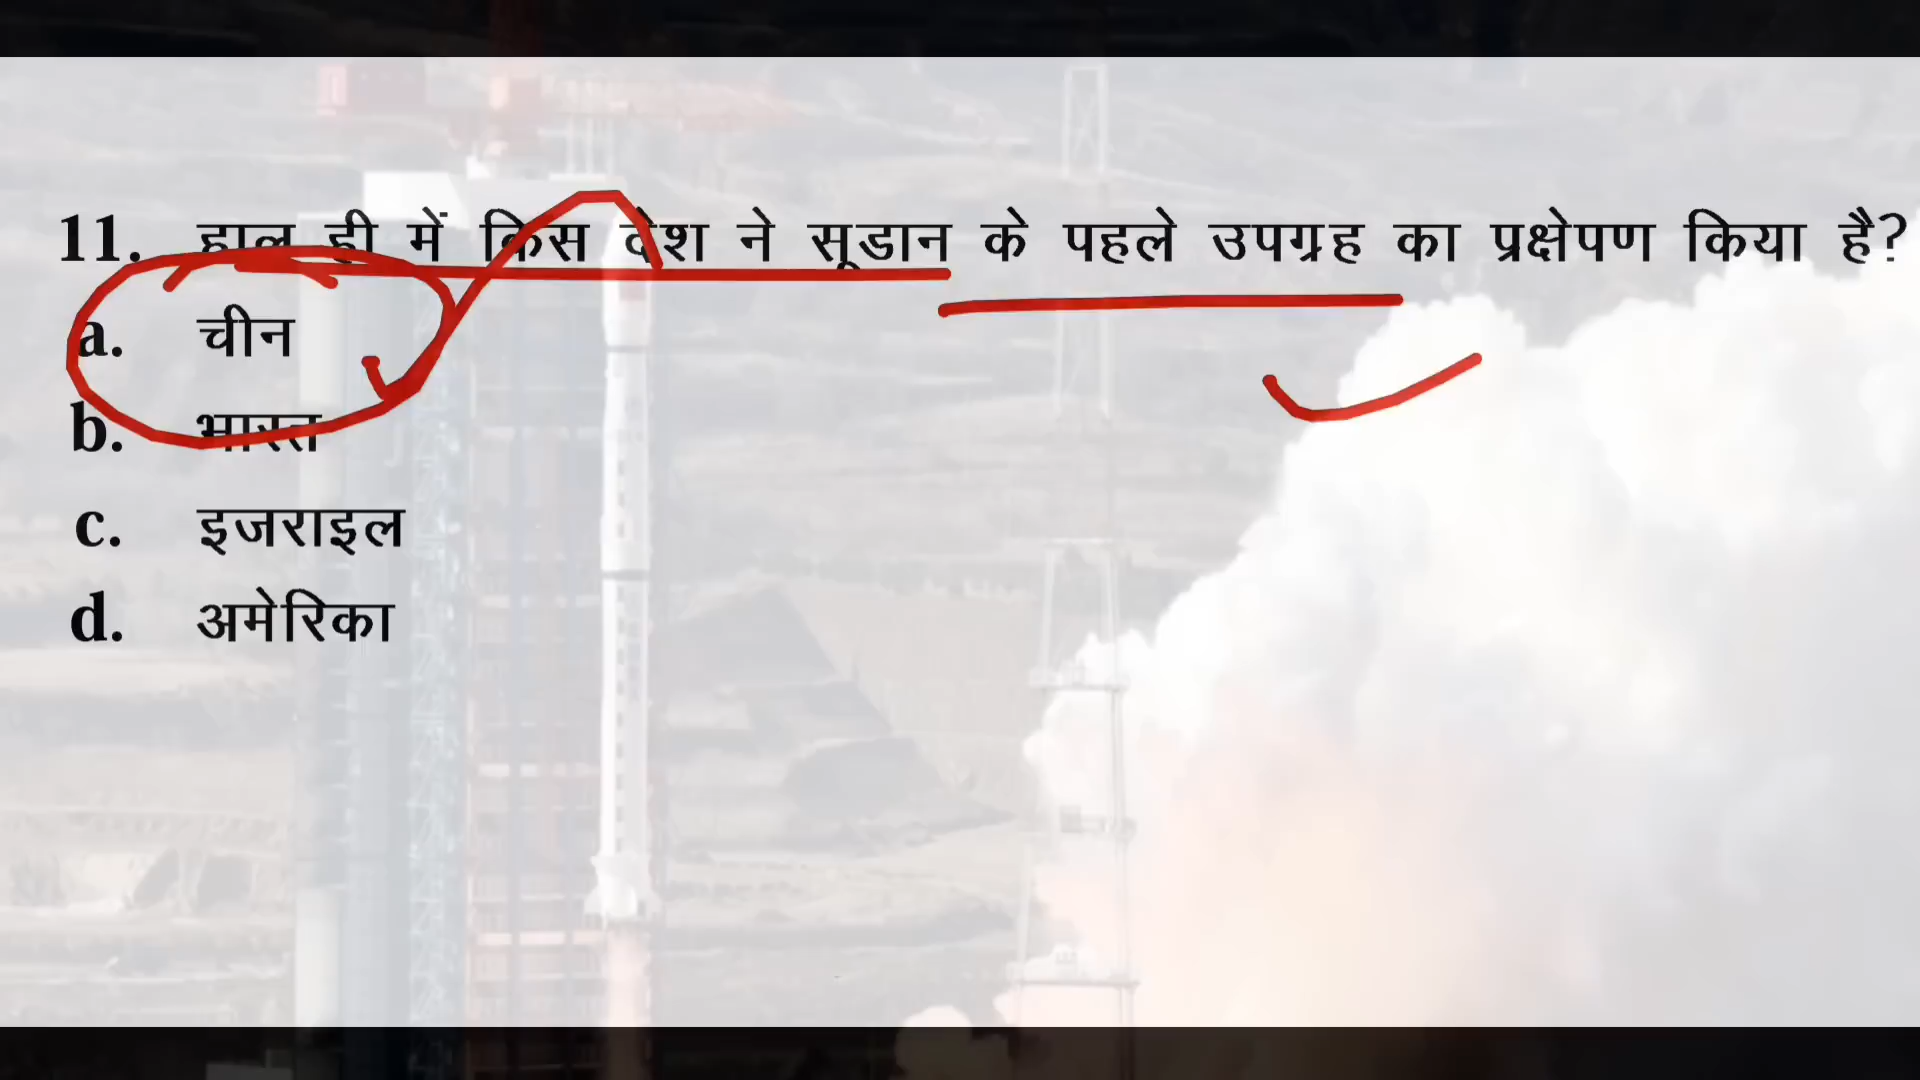 11. हाल ही में किस देश ने सूडान के पहले उपग्रह का प्रक्षेपण किया है?
a. चीन
b. भारत
c. इजराइल
d. अमेरिका